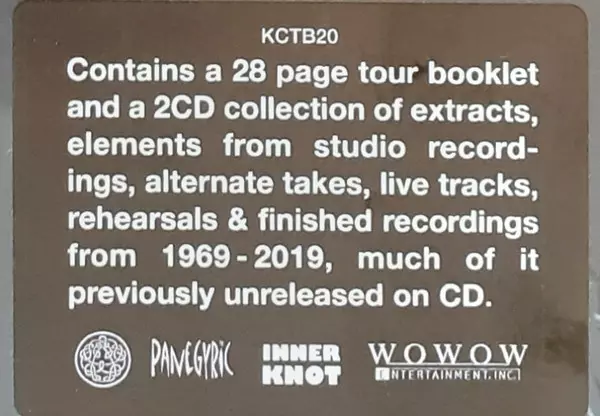 KCTB20
Contains a 28 page tour booklet
and a 2CD collection of extracts,
elements from studio record-
ings, alternate takes, live tracks,
rehearsals & finished recordings
from 1969 - 2019, much of it
previously unreleased on CD.
PANEGYRIC INNER KNOT WOWOW ENTERTAINMENT, INC.